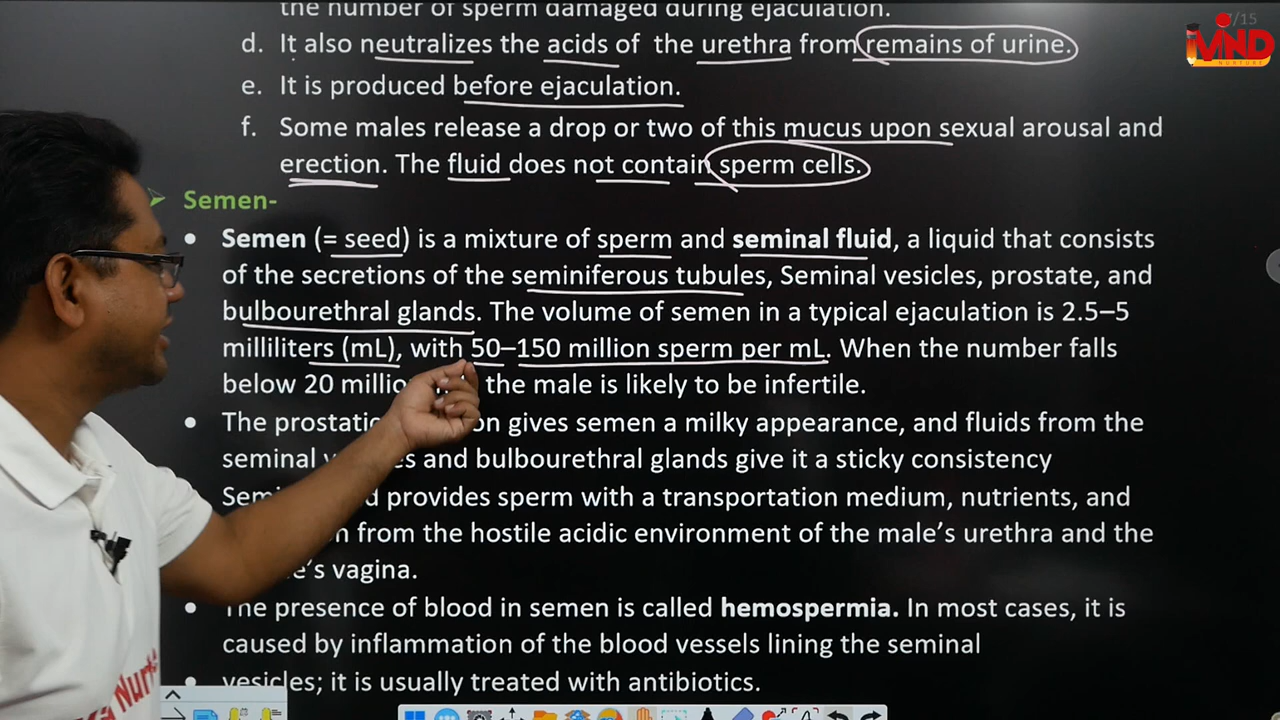 the number of sperm damaged during ejaculation.
/15
MIND
NURTURE
d. It also neutralizes the acids of the urethra from remains of urine.
e. It is produced before ejaculation.
f. Some males release a drop or two of this mucus upon sexual arousal and
erection. The fluid does not contain sperm cells.
Semen-
• Semen (= seed) is a mixture of sperm and seminal fluid, a liquid that consists
of the secretions of the seminiferous tubules, Seminal vesicles, prostate, and
bulbourethral glands. The volume of semen in a typical ejaculation is 2.5–5
milliliters (mL), with 50–150 million sperm per mL. When the number falls
below 20 millio the male is likely to be infertile.
• The prostatic on gives semen a milky appearance, and fluids from the
seminal v es and bulbourethral glands give it a sticky consistency
Semi d provides sperm with a transportation medium, nutrients, and
n from the hostile acidic environment of the male's urethra and the
e's vagina.
• The presence of blood in semen is called hemospermia. In most cases, it is
caused by inflammation of the blood vessels lining the seminal
• vesicles; it is usually treated with antibiotics.